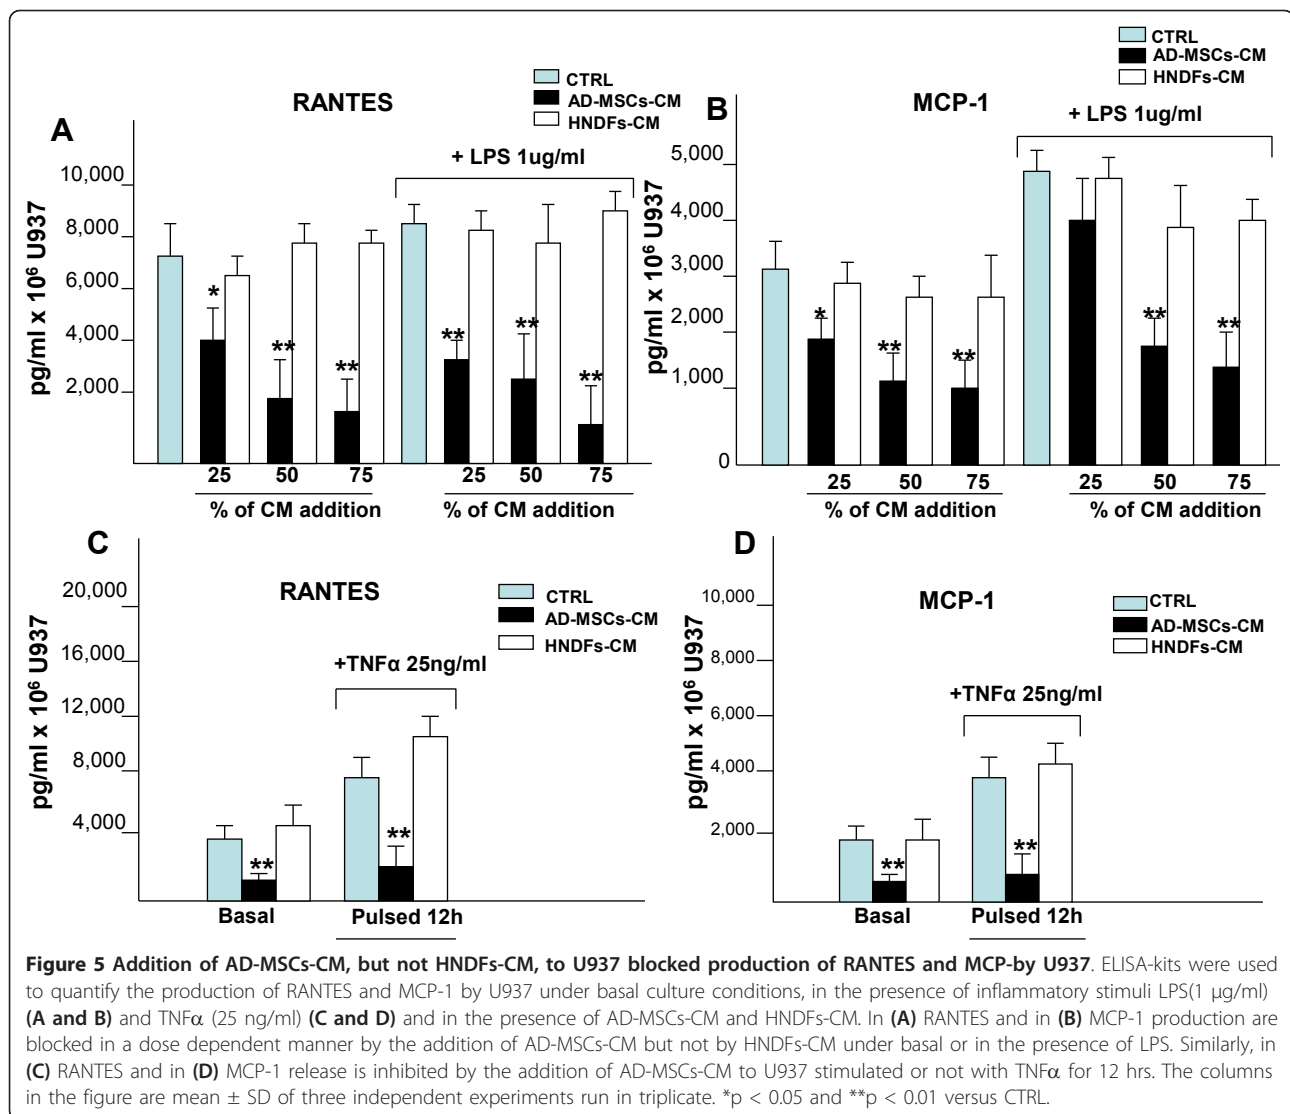 CTRL
AD-MSCs-CM
HNDFs-CM
RANTES
A
+ LPS 1ug/ml
pg/ml x 10⁶ U937
10,000
8,000
6,000
4,000
2,000
*
**
**
**
**
**
25 50 75 25 50 75
% of CM addition % of CM addition
CTRL
AD-MSCs-CM
HNDFs-CM
MCP-1
B
+ LPS 1ug/ml
pg/ml x 10⁶ U937
5,000
4,000
3,000
2,000
1,000
0
*
**
**
**
**
25 50 75 25 50 75
% of CM addition % of CM addition
C
RANTES
CTRL
AD-MSCs-CM
HNDFs-CM
+TNFα 25ng/ml
pg/ml x 10⁶ U937
20,000
16,000
12,000
8,000
4,000
**
**
Basal Pulsed 12h
D
MCP-1
CTRL
AD-MSCs-CM
HNDFs-CM
+TNFα 25ng/ml
pg/ml x 10⁶ U937
10,000
8,000
6,000
4,000
2,000
**
**
Basal Pulsed 12h
Figure 5 Addition of AD-MSCs-CM, but not HNDFs-CM, to U937 blocked production of RANTES and MCP-by U937. ELISA-kits were used
to quantify the production of RANTES and MCP-1 by U937 under basal culture conditions, in the presence of inflammatory stimuli LPS(1 μg/ml)
(A and B) and TNFα (25 ng/ml) (C and D) and in the presence of AD-MSCs-CM and HNDFs-CM. In (A) RANTES and in (B) MCP-1 production are
blocked in a dose dependent manner by the addition of AD-MSCs-CM but not by HNDFs-CM under basal or in the presence of LPS. Similarly, in
(C) RANTES and in (D) MCP-1 release is inhibited by the addition of AD-MSCs-CM to U937 stimulated or not with TNFα for 12 hrs. The columns
in the figure are mean ± SD of three independent experiments run in triplicate. *p < 0.05 and **p < 0.01 versus CTRL.